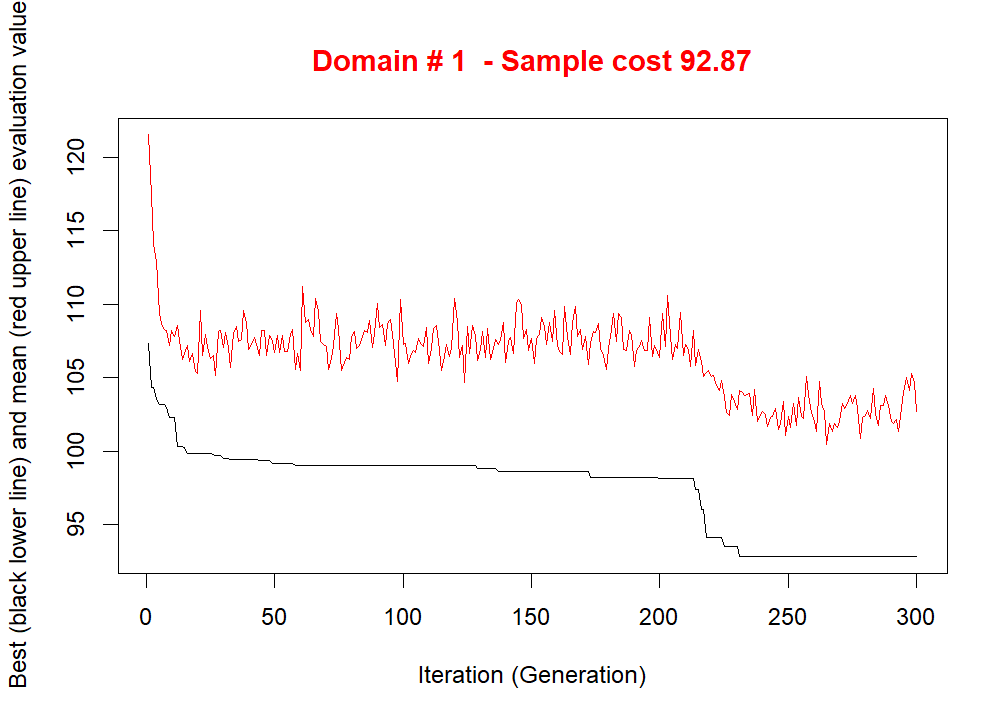 Domain # 1  - Sample cost 92.87
Best (black lower line) and mean (red upper line) evaluation value
120
115
110
105
100
95
0 50 100 150 200 250 300
Iteration (Generation)